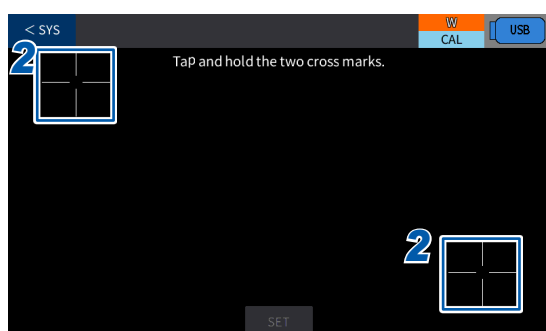 < SYS
W
CAL
USB
2
Tap and hold the two cross marks.
2
SET